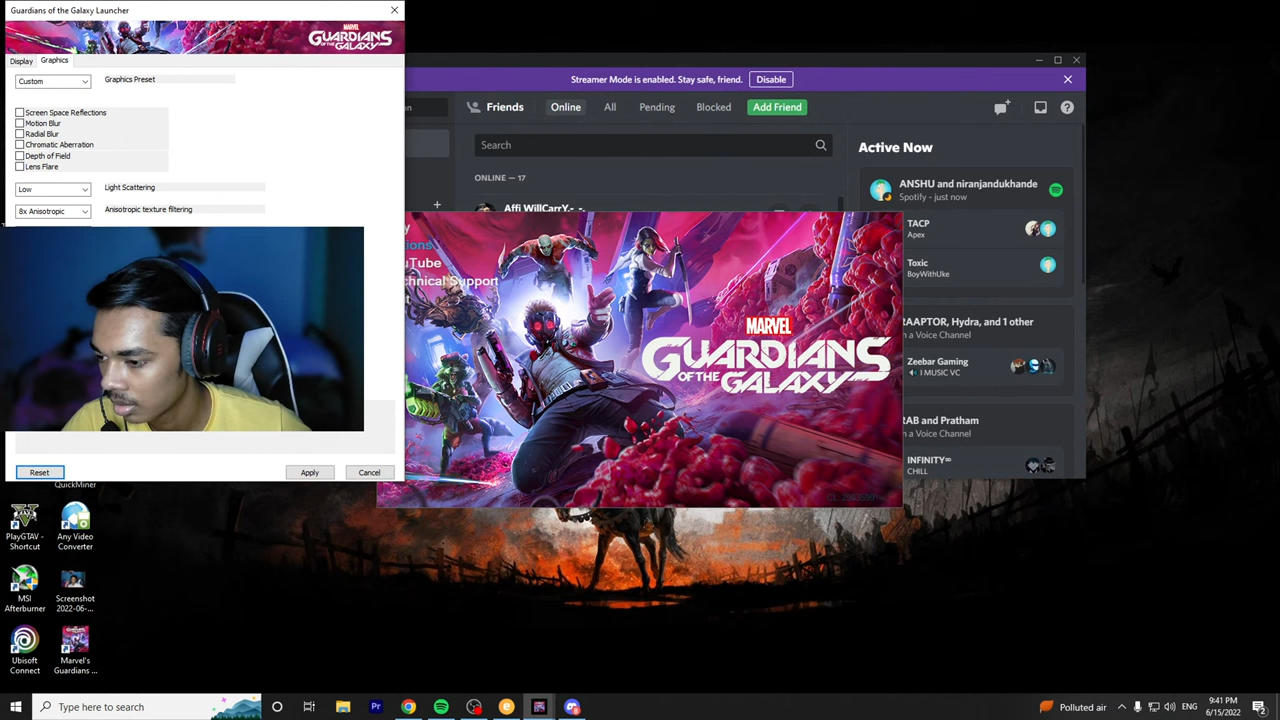 Guardians of the Galaxy Launcher
MARVEL
GUARDIANS
OF THE GALAXY
Display
Graphics
Custom
Graphics Preset
Screen Space Reflections
Motion Blur
Radial Blur
Chromatic Aberration
Depth of Field
Lens Flare
Low
Light Scattering
8x Anisotropic
Anisotropic texture filtering
Reset
Apply
Cancel
Streamer Mode is enabled. Stay safe, friend.
Disable
Friends
Online
All
Pending
Blocked
Add Friend
Search
ONLINE — 17
Affi WillCarrY.-_.
Active Now
ANSHU and niranjandukhande
Spotify - just now
TACP
Apex
Toxic
BoyWithUke
RAAPTOR, Hydra, and 1 other
n a Voice Channel
Zeebar Gaming
I MUSIC VC
RAB and Pratham
n a Voice Channel
INFINITY∞
CHILL
y
ions
uTube
chnical Support
t
MARVEL
GUARDIANS
OF THE GALAXY
QuickMiner
PlayGTAV -
Shortcut
Any Video
Converter
MSI
Afterburner
Screenshot
2022-06-...
Ubisoft
Connect
Marvel's
Guardians ...
Type here to search
Pr
Polluted air
ENG
9:41 PM
6/15/2022
2